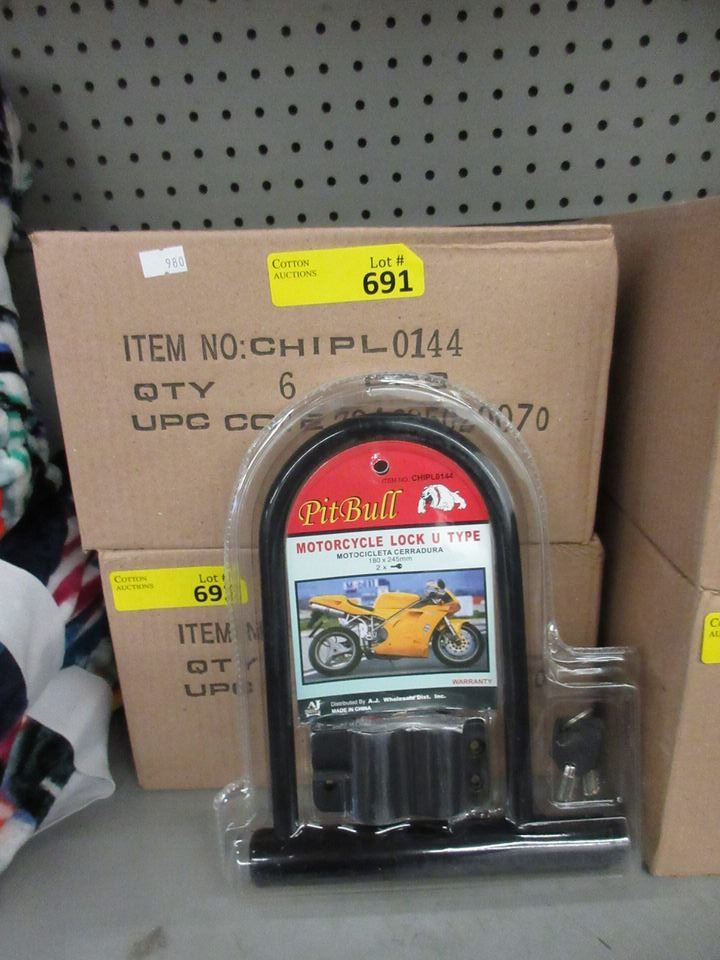 980
COTTON AUCTIONS
Lot #
691
ITEM NO: CHIPL0144
QTY 6
UPC
0070
ITEM NO. CHIPL0144
PitBull
MOTORCYCLE LOCK U TYPE
MOTOCICLETA CERRADURA
180 x 245mm
2 x
WARRANTY
AJ
Distributed By A.J. Wholesale Dist. Inc.
MADE IN CHINA
COTTON AUCTIONS
Lot
ITEM
QTY
UPC